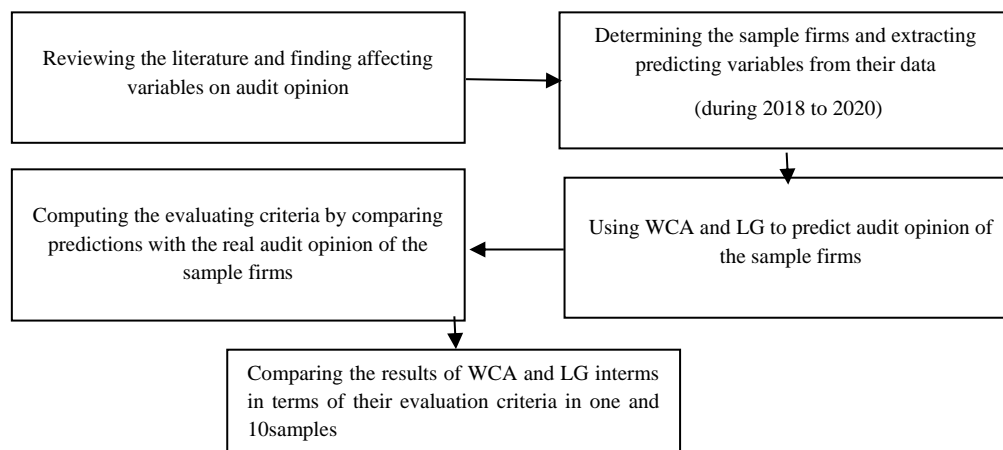 Reviewing the literature and finding affecting
variables on audit opinion
Determining the sample firms and extracting
predicting variables from their data
(during 2018 to 2020)
Using WCA and LG to predict audit opinion of
the sample firms
Computing the evaluating criteria by comparing
predictions with the real audit opinion of the
sample firms
Comparing the results of WCA and LG interms
in terms of their evaluation criteria in one and
10samples